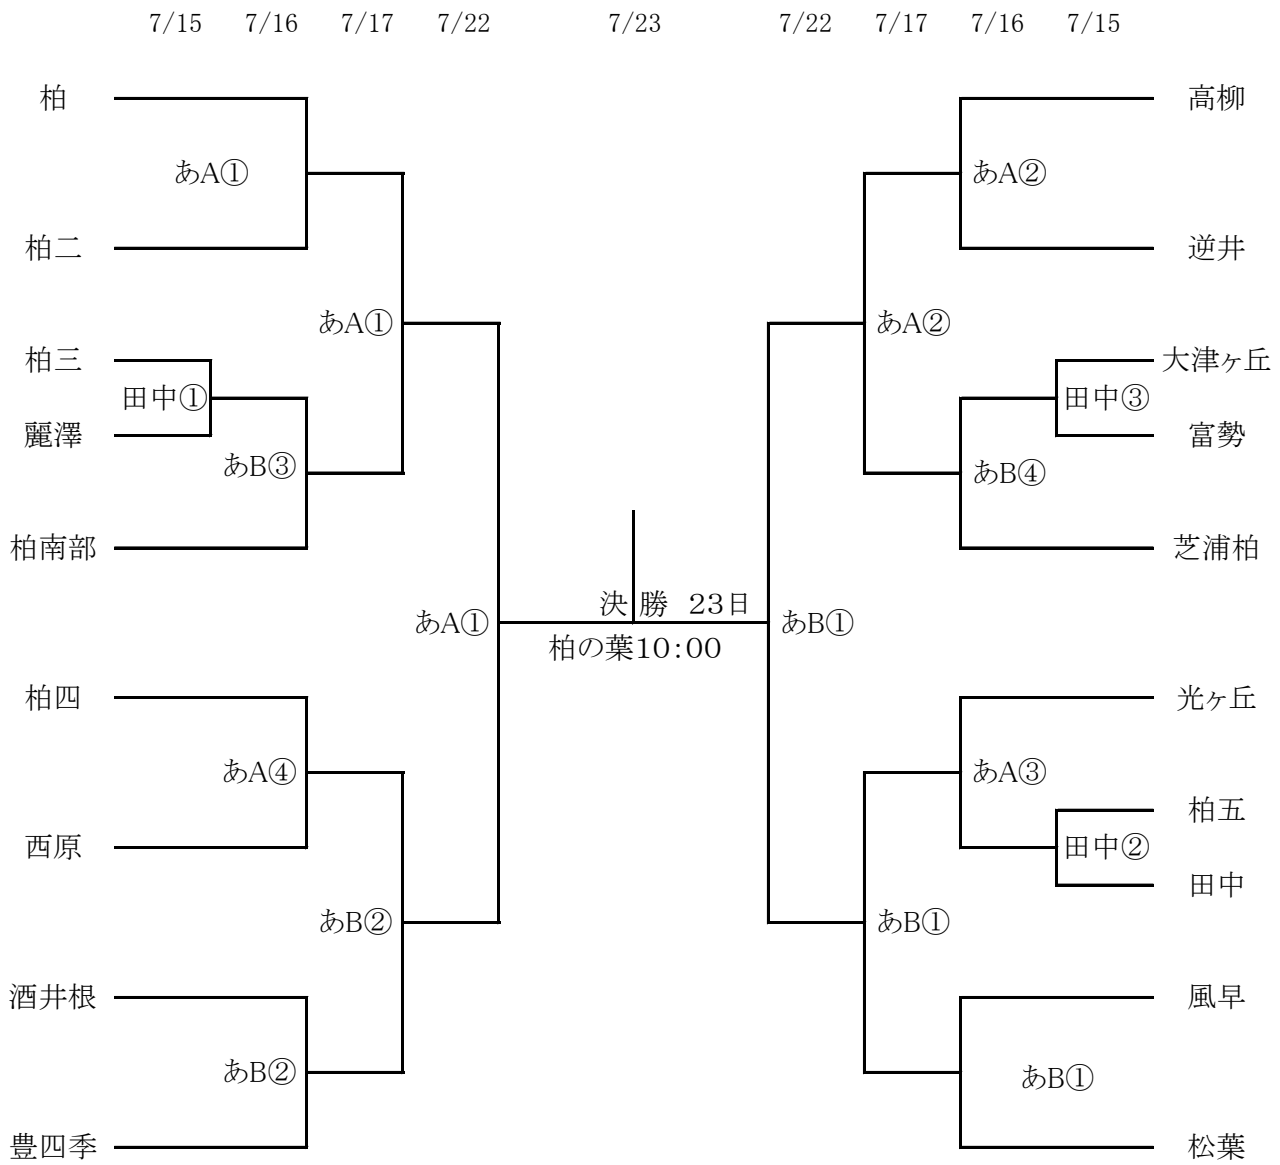 7/15 7/16 7/17 7/22 7/23 7/22 7/17 7/16 7/15
柏 高柳
あA① あA②
柏二 逆井
あA① あA②
柏三 大津ヶ丘
田中① 田中③
麗澤 富勢
あB③ あB④
柏南部 芝浦柏
決勝 23日
あA① あB①
柏の葉10:00
柏四 光ヶ丘
あA④ あA③
柏五
西原 田中②
田中
あB② あB①
酒井根 風早
あB② あB①
豊四季 松葉